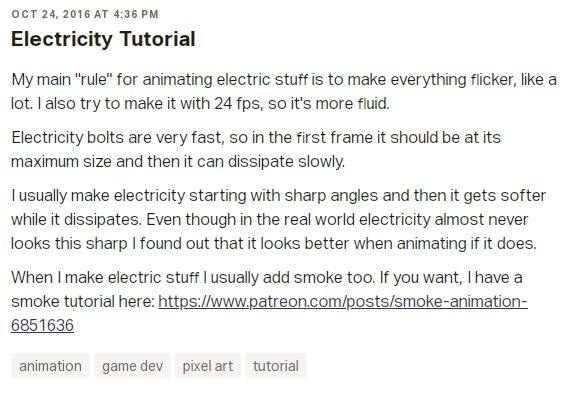 OCT 24, 2016 AT 4:36 PM
Electricity Tutorial
My main "rule" for animating electric stuff is to make everything flicker, like a
lot. I also try to make it with 24 fps, so it's more fluid.
Electricity bolts are very fast, so in the first frame it should be at its
maximum size and then it can dissipate slowly.
I usually make electricity starting with sharp angles and then it gets softer
while it dissipates. Even though in the real world electricity almost never
looks this sharp I found out that it looks better when animating if it does.
When I make electric stuff I usually add smoke too. If you want, I have a
smoke tutorial here: https://www.patreon.com/posts/smoke-animation-
6851636
animation game dev pixel art tutorial